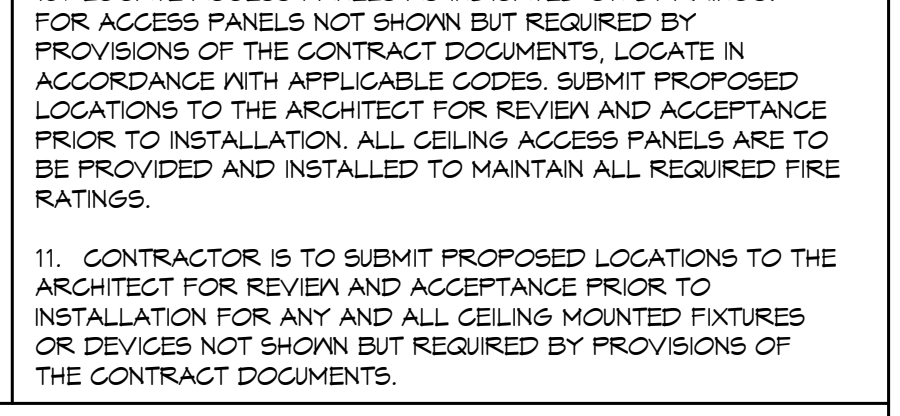 FOR ACCESS PANELS NOT SHOWN BUT REQUIRED BY
PROVISIONS OF THE CONTRACT DOCUMENTS, LOCATE IN
ACCORDANCE WITH APPLICABLE CODES. SUBMIT PROPOSED
LOCATIONS TO THE ARCHITECT FOR REVIEW AND ACCEPTANCE
PRIOR TO INSTALLATION. ALL CEILING ACCESS PANELS ARE TO
BE PROVIDED AND INSTALLED TO MAINTAIN ALL REQUIRED FIRE
RATINGS.
11. CONTRACTOR IS TO SUBMIT PROPOSED LOCATIONS TO THE
ARCHITECT FOR REVIEW AND ACCEPTANCE PRIOR TO
INSTALLATION FOR ANY AND ALL CEILING MOUNTED FIXTURES
OR DEVICES NOT SHOWN BUT REQUIRED BY PROVISIONS OF
THE CONTRACT DOCUMENTS.